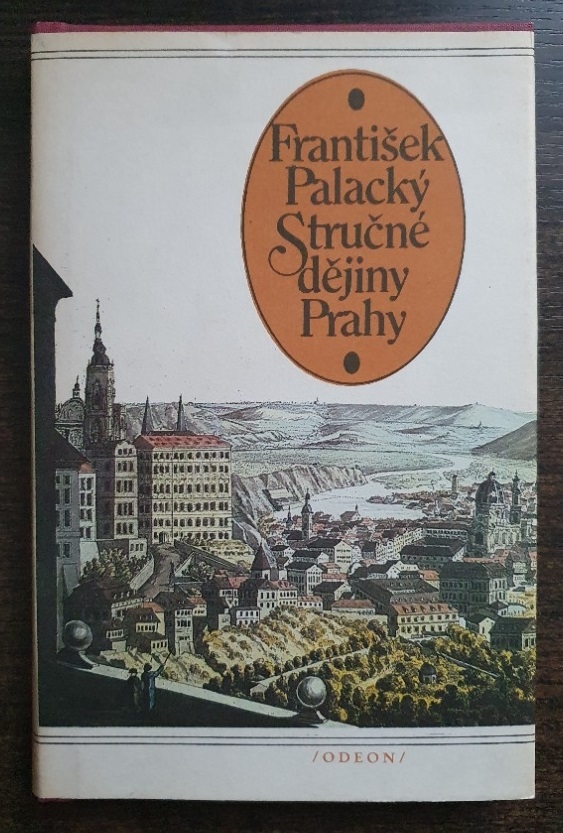 František
Palacký
Stručné
dějiny
Prahy
/ODEON/